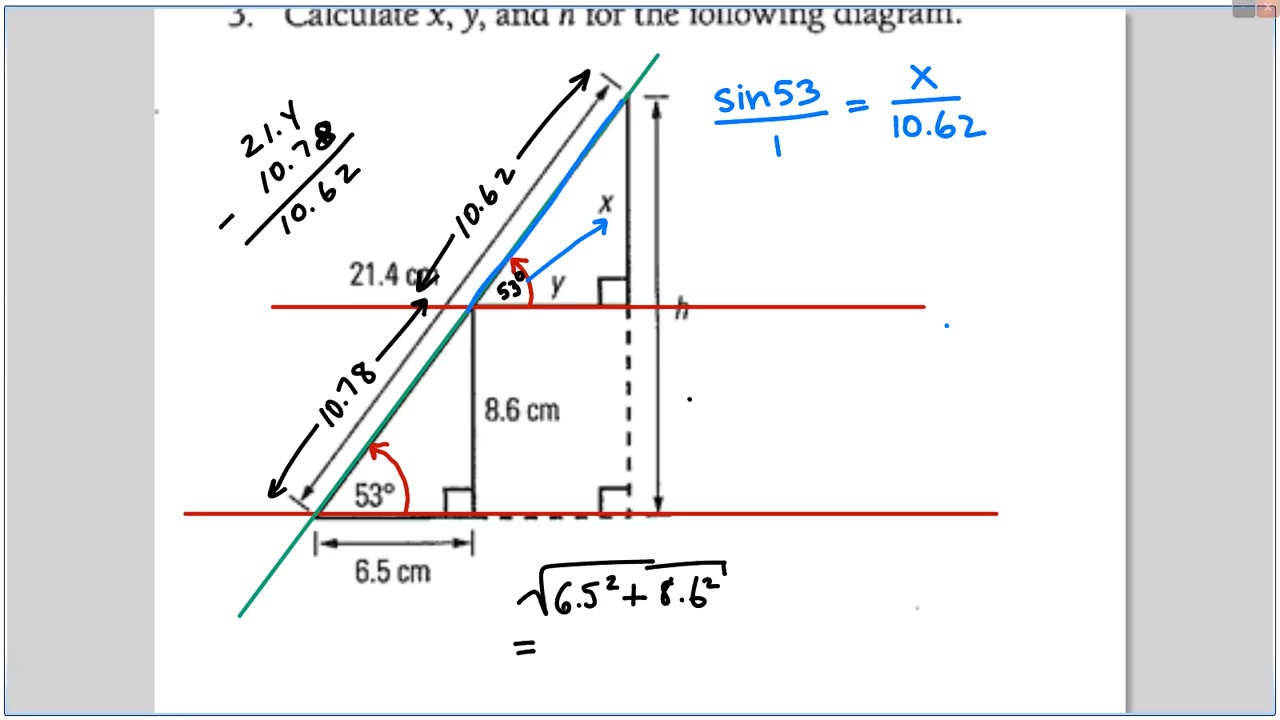 3. Calculate x, y, and h for the following diagram.
sin53/1 = x/10.62
21.4
10.78
- 10.62
10.62
x
21.4 cm
53°
y
h
10.78
8.6 cm
53°
6.5 cm
√6.5² + 8.6²
=